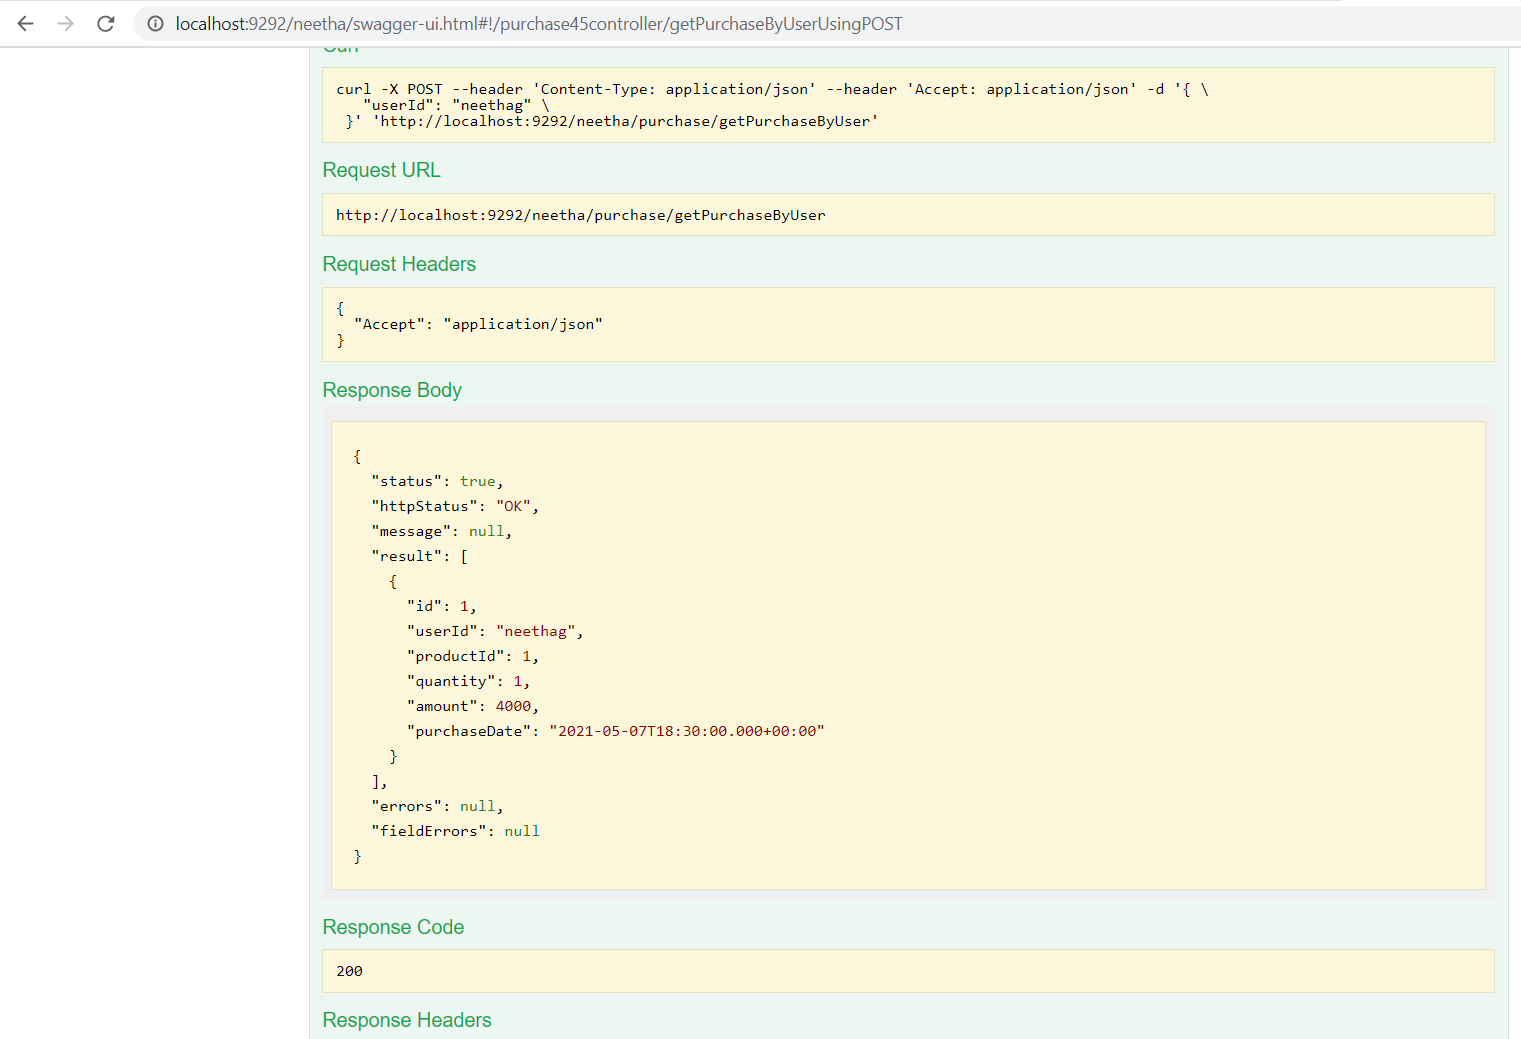 localhost:9292/neetha/swagger-ui.html#!/purchase45controller/getPurchaseByUserUsingPOST
Curl
curl -X POST --header 'Content-Type: application/json' --header 'Accept: application/json' -d '{ \
"userId": "neethag" \
}' 'http://localhost:9292/neetha/purchase/getPurchaseByUser'
Request URL
http://localhost:9292/neetha/purchase/getPurchaseByUser
Request Headers
{
"Accept": "application/json"
}
Response Body
{
"status": true,
"httpStatus": "OK",
"message": null,
"result": [
{
"id": 1,
"userId": "neethag",
"productId": 1,
"quantity": 1,
"amount": 4000,
"purchaseDate": "2021-05-07T18:30:00.000+00:00"
}
],
"errors": null,
"fieldErrors": null
}
Response Code
200
Response Headers